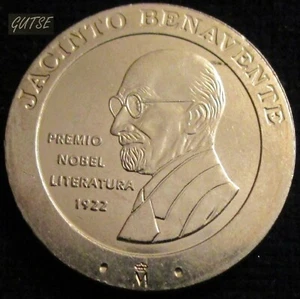 GUTSE
JACINTO BENAVENTE
PREMIO
NOBEL
LITERATURA
1922
M